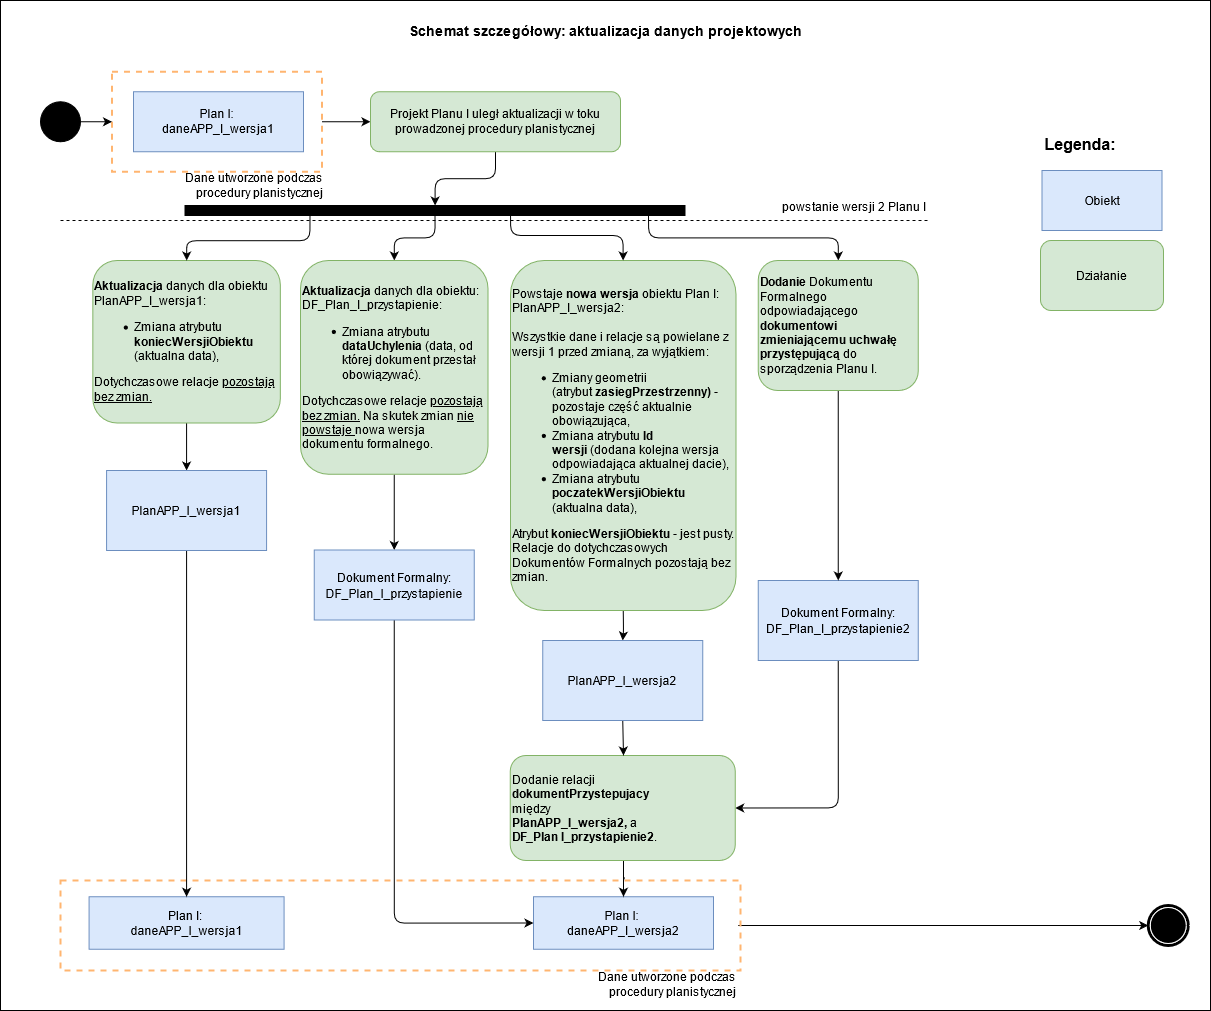 Schemat szczegółowy: aktualizacja danych projektowych
Plan I:
daneAPP_I_wersja1
Projekt Planu I uległ aktualizacji w toku
prowadzonej procedury planistycznej
Dane utworzone podczas
procedury planistycznej
Legenda:
Obiekt
Działanie
powstanie wersji 2 Planu I
Aktualizacja danych dla obiektu
PlanAPP_I_wersja1:
• Zmiana atrybutu
koniecWersjiObiektu
(aktualna data),
Dotychczasowe relacje pozostają
bez zmian.
Aktualizacja danych dla obiektu:
DF_Plan_I_przystapienie:
• Zmiana atrybutu
dataUchylenia (data, od
której dokument przestał
obowiązywać).
Dotychczasowe relacje pozostają
bez zmian. Na skutek zmian nie
powstaje nowa wersja
dokumentu formalnego.
Powstaje nowa wersja obiektu Plan I:
PlanAPP_I_wersja2:
Wszystkie dane i relacje są powielane z
wersji 1 przed zmianą, za wyjątkiem:
• Zmiany geometrii
(atrybut zasiegPrzestrzenny) -
pozostaje część aktualnie
obowiązująca,
• Zmiana atrybutu Id
wersji (dodana kolejna wersja
odpowiadająca aktualnej dacie),
• Zmiana atrybutu
poczatekWersjiObiektu
(aktualna data),
Atrybut koniecWersjiObiektu - jest pusty.
Relacje do dotychczasowych
Dokumentów Formalnych pozostają bez
zmian.
Dodanie Dokumentu
Formalnego
odpowiadającego
dokumentowi
zmieniającemu uchwałę
przystępującą do
sporządzenia Planu I.
PlanAPP_I_wersja1
Dokument Formalny:
DF_Plan_I_przystapienie
PlanAPP_I_wersja2
Dokument Formalny:
DF_Plan_I_przystapienie2
Dodanie relacji
dokumentPrzystepujacy
między
PlanAPP_I_wersja2, a
DF_Plan I_przystapienie2.
Plan I:
daneAPP_I_wersja1
Plan I:
daneAPP_I_wersja2
Dane utworzone podczas
procedury planistycznej